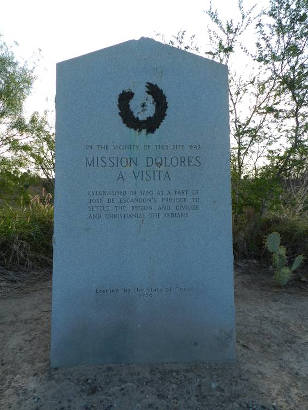 IN THE VICINITY OF THIS SITE WAS
MISSION DOLORES
A VISITA
ESTABLISHED IN 1750 AS A PART OF
JOSE DE ESCANDON'S PROJECT TO
SETTLE THE REGION AND CIVILIZE
AND CHRISTIANIZE THE INDIANS
Erected by the State of Texas
1936